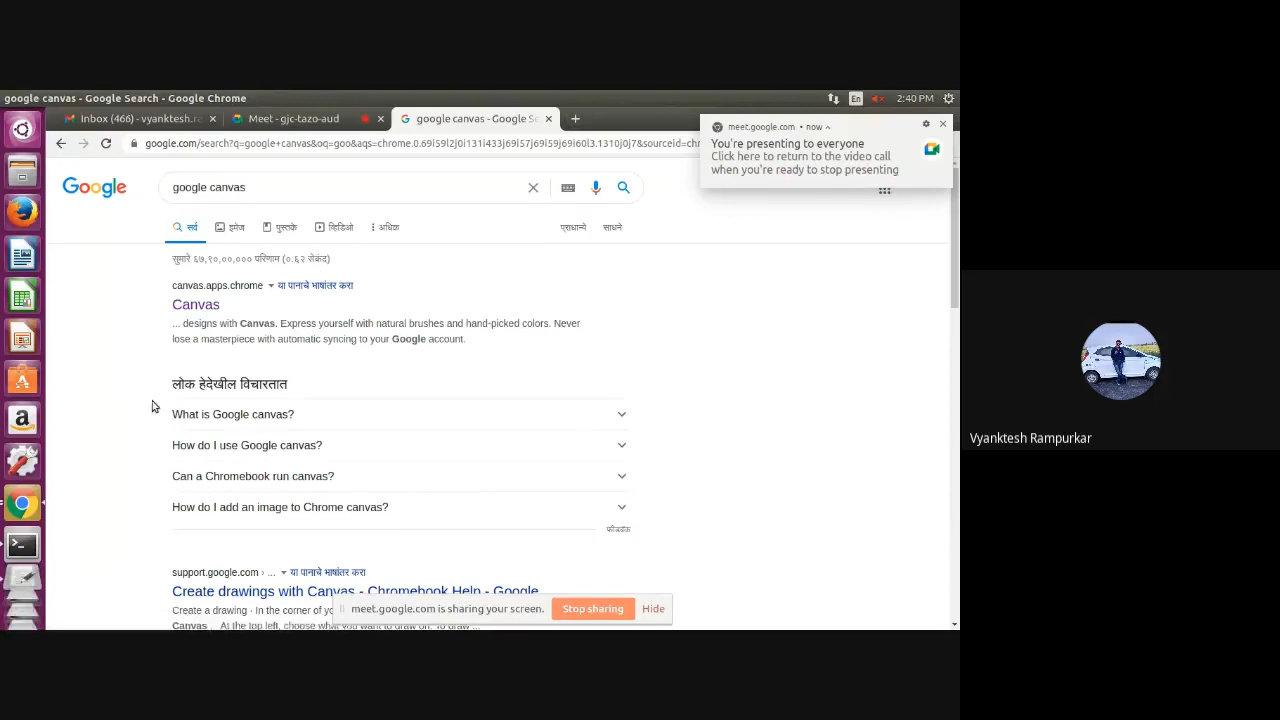 google canvas - Google Search - Google Chrome
En
2:40 PM
Inbox (466) - vyanktesh.ra
Meet - gjc-tazo-aud
google canvas - Google Se
google.com/search?q=google+canvas&oq=goo&aqs=chrome.0.69i59l2j0i131i433j69i57j69i59j69i60l3.1310j0j7&sourceid=chr
meet.google.com • now
You're presenting to everyone
Click here to return to the video call
when you're ready to stop presenting
Google
google canvas
सर्व
इमेज
पुस्तके
व्हिडिओ
अधिक
प्राधान्ये
साधने
सुमारे ६७,९०,००,००० परिणाम (०.६२ सेकंद)
canvas.apps.chrome
या पानाचे भाषांतर करा
Canvas
... designs with Canvas. Express yourself with natural brushes and hand-picked colors. Never
lose a masterpiece with automatic syncing to your Google account.
लोक हेदेखील विचारतात
What is Google canvas?
How do I use Google canvas?
Can a Chromebook run canvas?
How do I add an image to Chrome canvas?
फीडबॅक
support.google.com › ...
या पानाचे भाषांतर करा
Create drawings with Canvas - Chromebook Help - Google
Create a drawing · In the corner of yo
Canvas . At the top left, choose what you want to draw on. To draw ...
meet.google.com is sharing your screen.
Stop sharing
Hide
Vyanktesh Rampurkar